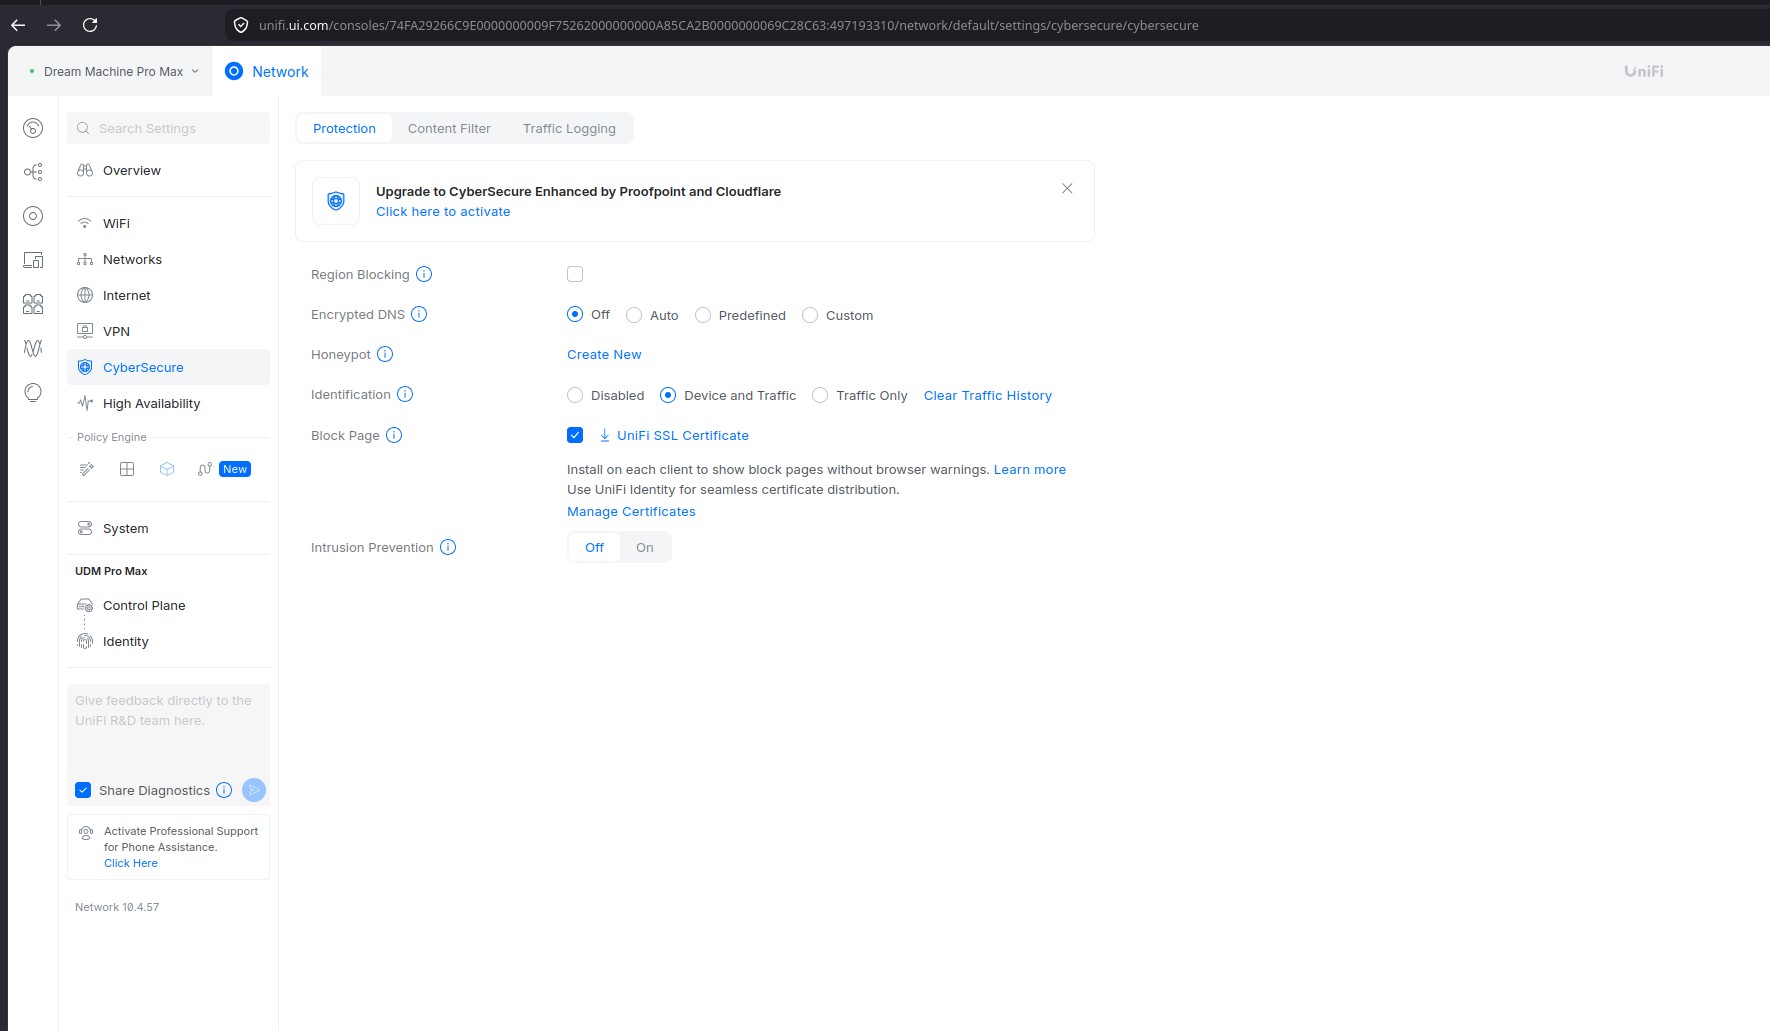 unifi.ui.com/consoles/74FA29266C9E0000000009F75262000000000A85CA2B0000000069C28C63:497193310/network/default/settings/cybersecure/cybersecure
Dream Machine Pro Max
Network
UniFi
Search Settings
Overview
WiFi
Networks
Internet
VPN
CyberSecure
High Availability
Policy Engine
New
System
UDM Pro Max
Control Plane
Identity
Give feedback directly to the
UniFi R&D team here.
Share Diagnostics
Activate Professional Support
for Phone Assistance.
Click Here
Network 10.4.57
Protection Content Filter Traffic Logging
Upgrade to CyberSecure Enhanced by Proofpoint and Cloudflare
Click here to activate
Region Blocking
Encrypted DNS Off Auto Predefined Custom
Honeypot Create New
Identification Disabled Device and Traffic Traffic Only Clear Traffic History
Block Page UniFi SSL Certificate
Install on each client to show block pages without browser warnings. Learn more
Use UniFi Identity for seamless certificate distribution.
Manage Certificates
Intrusion Prevention Off On